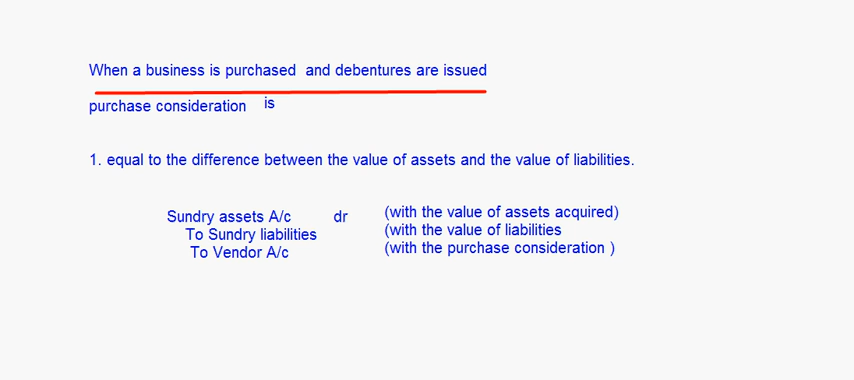 When a business is purchased and debentures are issued
purchase consideration is
1. equal to the difference between the value of assets and the value of liabilities.
Sundry assets A/c dr (with the value of assets acquired)
To Sundry liabilities (with the value of liabilities
To Vendor A/c (with the purchase consideration )